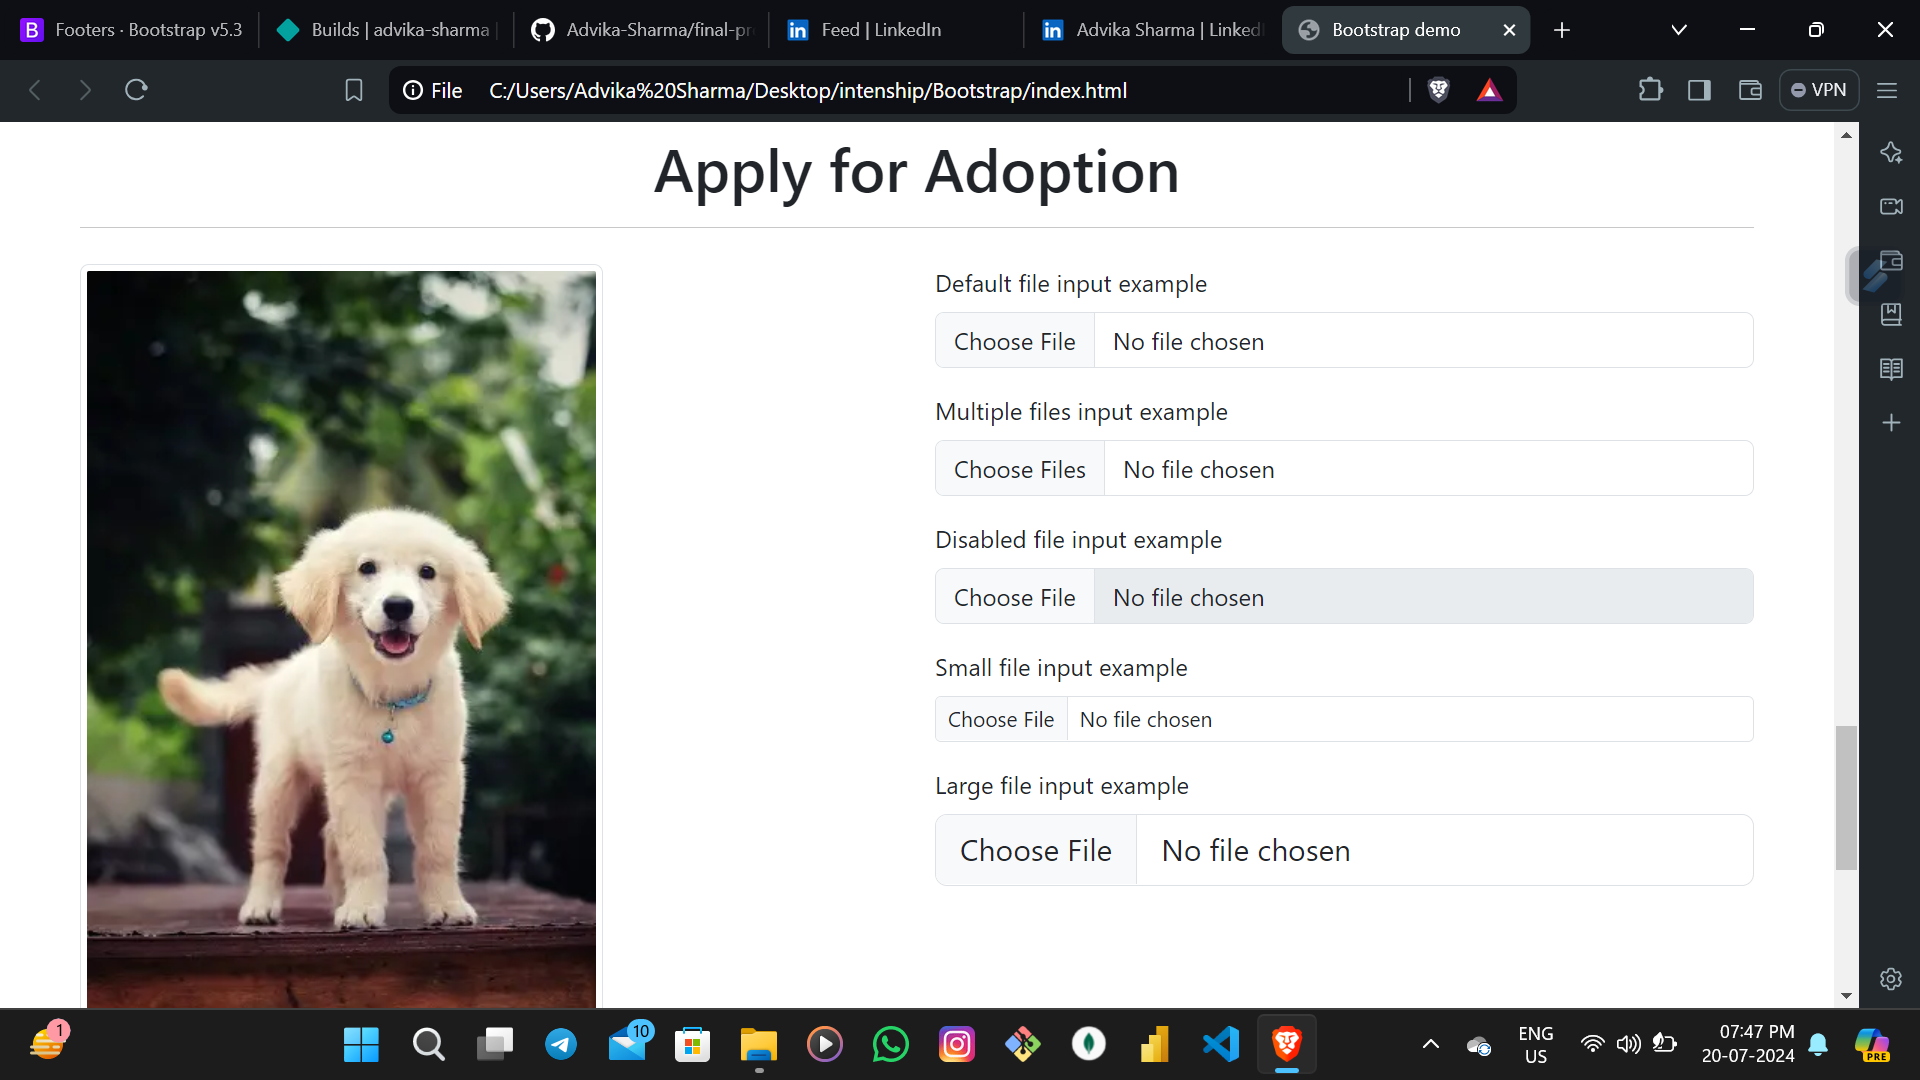 B Footers · Bootstrap v5.3
Builds | advika-sharma
Advika-Sharma/final-pr
in Feed | LinkedIn
in Advika Sharma | Linked
Bootstrap demo
File C:/Users/Advika%20Sharma/Desktop/intenship/Bootstrap/index.html
VPN
Apply for Adoption
Default file input example
Choose File No file chosen
Multiple files input example
Choose Files No file chosen
Disabled file input example
Choose File No file chosen
Small file input example
Choose File No file chosen
Large file input example
Choose File No file chosen
1
10
ENG
US
07:47 PM
20-07-2024
PRE